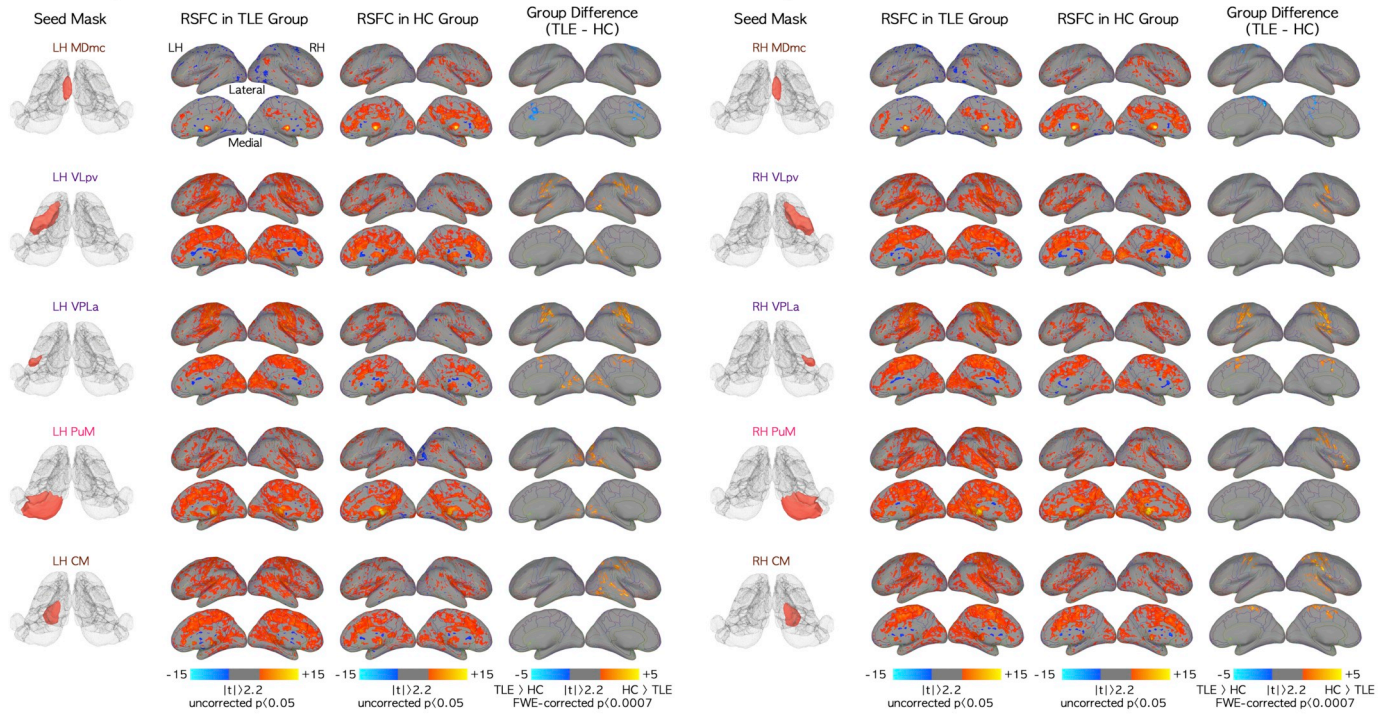 Seed Mask
RSFC in TLE Group
RSFC in HC Group
Group Difference
(TLE - HC)
Seed Mask
RSFC in TLE Group
RSFC in HC Group
Group Difference
(TLE - HC)
LH MDmc
LH
RH
Lateral
Medial
RH MDmc
LH VLpv
RH VLpv
LH VPLa
RH VPLa
LH PuM
RH PuM
LH CM
RH CM
-15 +15
|t|>2.2
uncorrected p<0.05
-15 +15
|t|>2.2
uncorrected p<0.05
-5 +5
TLE > HC |t|>2.2 HC > TLE
FWE-corrected p<0.0007
-15 +15
|t|>2.2
uncorrected p<0.05
-15 +15
|t|>2.2
uncorrected p<0.05
-5 +5
TLE > HC |t|>2.2 HC > TLE
FWE-corrected p<0.0007